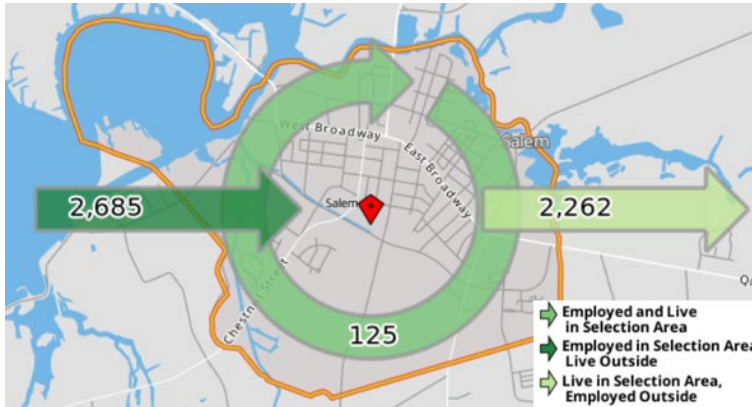 West Broadway
East Broadway
Salem
2,685
Salem
2,262
Chestnut Street
125
Employed and Live
in Selection Area
Employed in Selection Area
Live Outside
Live in Selection Area,
Employed Outside